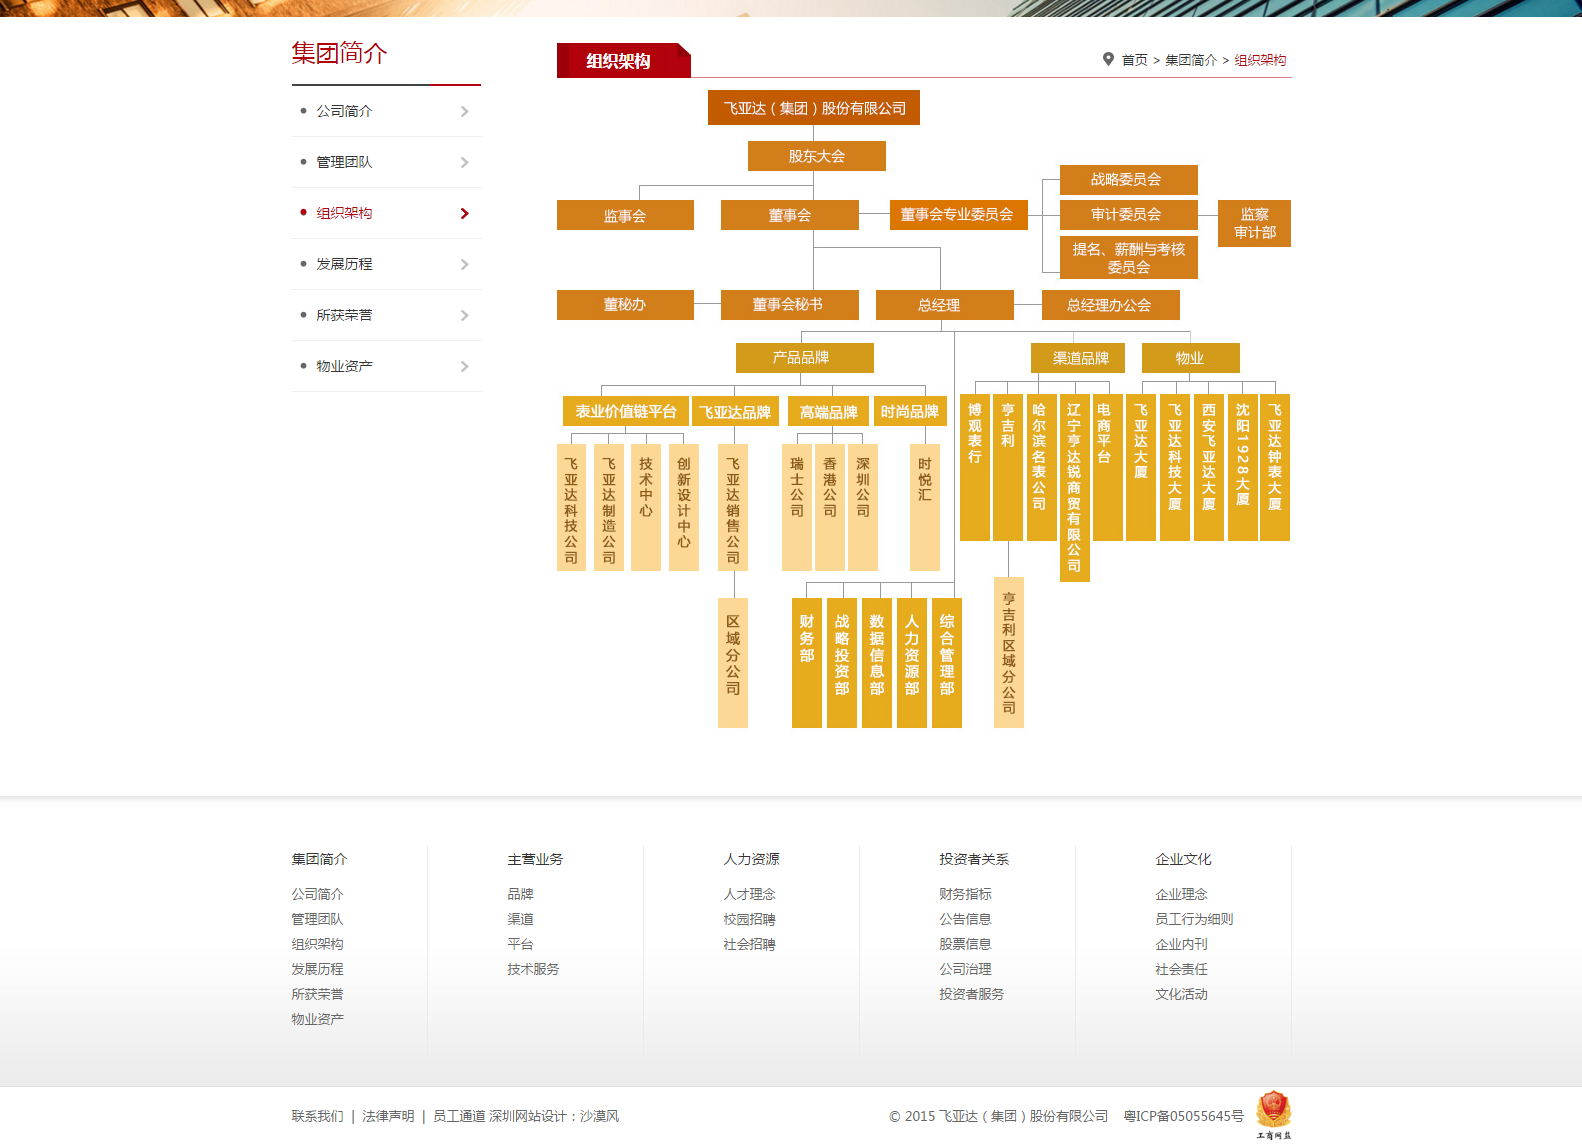 集团简介
公司简介
管理团队
组织架构
发展历程
所获荣誉
物业资产
组织架构
首页 > 集团简介 > 组织架构
飞亚达（集团）股份有限公司
股东大会
监事会
董事会
董事会专业委员会
战略委员会
审计委员会
提名、薪酬与考核
委员会
监察
审计部
董秘办
董事会秘书
总经理
总经理办公会
产品品牌
渠道品牌
物业
表业价值链平台
飞亚达品牌
高端品牌
时尚品牌
飞亚达科技公司
飞亚达制造公司
技术中心
创新设计中心
飞亚达销售公司
瑞士公司
香港公司
深圳公司
时悦汇
博观表行
亨吉利
哈尔滨名表公司
辽宁亨达锐商贸有限公司
电商平台
飞亚达大厦
飞亚达科技大厦
西安飞亚达大厦
沈阳1928大厦
飞亚达钟表大厦
区域分公司
财务部
战略投资部
数据信息部
人力资源部
综合管理部
亨吉利区域分公司
集团简介
公司简介
管理团队
组织架构
发展历程
所获荣誉
物业资产
主营业务
品牌
渠道
平台
技术服务
人力资源
人才理念
校园招聘
社会招聘
投资者关系
财务指标
公告信息
股票信息
公司治理
投资者服务
企业文化
企业理念
员工行为细则
企业内刊
社会责任
文化活动
联系我们 | 法律声明 | 员工通道 深圳网站设计：沙漠风
© 2015 飞亚达（集团）股份有限公司 粤ICP备05055645号
工商网监